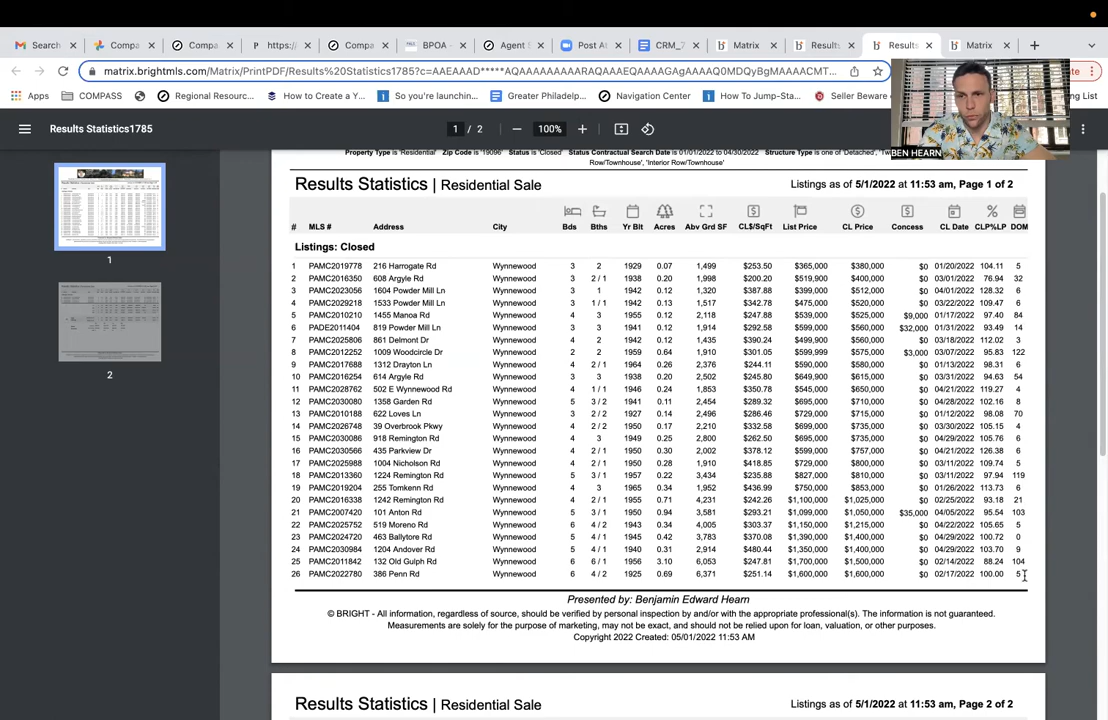 Search
Compa
Compa
https://
Compa
BPOA -
Agent S
Post At
CRM_7
Matrix
Results
Results
Matrix
matrix.brightmls.com/Matrix/PrintPDF/Results%20Statistics1785?c=AAEAAAD*****AQAAAAAAAAARAQAAAEQAAAAGAgAAAAQ0MDQyBgMAAAACMT...
Apps
COMPASS
Regional Resourc...
How to Create a Y...
So you're launchin...
Greater Philadelp...
Navigation Center
How To Jump-Sta...
Seller Beware
ng List
BEN HEARN
Results Statistics1785
1 / 2
100%
1
2
Property Type is 'Residential' Zip Code is '19096' Status is 'Closed' Status Contractual Search Date is 01/01/2022 to 04/30/2022 Structure Type is one of 'Detached',
Row/Townhouse', 'Interior Row/Townhouse'
Results Statistics | Residential Sale
Listings as of 5/1/2022 at 11:53 am, Page 1 of 2
# MLS # Address City Bds Bths Yr Blt Acres Abv Grd SF CL$/SqFt List Price CL Price Concess CL Date CLP%LP DOM
Listings: Closed
1 PAMC2019778 216 Harrogate Rd Wynnewood 3 2 1929 0.07 1,499 $253.50 $365,000 $380,000 $0 01/20/2022 104.11 5
2 PAMC2016350 608 Argyle Rd Wynnewood 3 2 / 1 1938 0.20 1,998 $200.20 $519,900 $400,000 $0 03/01/2022 76.94 32
3 PAMC2023056 1604 Powder Mill Ln Wynnewood 3 1 1942 0.12 1,320 $387.88 $399,000 $512,000 $0 04/01/2022 128.32 6
4 PAMC2029218 1533 Powder Mill Ln Wynnewood 3 1 / 1 1942 0.13 1,517 $342.78 $475,000 $520,000 $0 03/22/2022 109.47 6
5 PAMC2010210 1455 Manoa Rd Wynnewood 4 3 1955 0.12 2,118 $247.88 $539,000 $525,000 $9,000 01/17/2022 97.40 84
6 PADE2011404 819 Powder Mill Ln Wynnewood 3 3 1941 0.12 1,914 $292.58 $599,000 $560,000 $32,000 01/31/2022 93.49 14
7 PAMC2025806 861 Delmont Dr Wynnewood 4 2 1942 0.12 1,435 $390.24 $499,900 $560,000 $0 03/18/2022 112.02 3
8 PAMC2012252 1009 Woodcircle Dr Wynnewood 2 2 1959 0.64 1,910 $301.05 $599,999 $575,000 $3,000 03/07/2022 95.83 122
9 PAMC2017688 1312 Drayton Ln Wynnewood 4 2 / 1 1964 0.26 2,376 $244.11 $590,000 $580,000 $0 01/13/2022 98.31 6
10 PAMC2016254 614 Argyle Rd Wynnewood 3 3 1938 0.20 2,502 $245.80 $649,900 $615,000 $0 03/31/2022 94.63 54
11 PAMC2028762 502 E Wynnewood Rd Wynnewood 4 1 / 1 1946 0.24 1,853 $350.78 $545,000 $650,000 $0 04/21/2022 119.27 4
12 PAMC2030080 1358 Garden Rd Wynnewood 5 3 / 2 1941 0.11 2,454 $289.32 $695,000 $710,000 $0 04/28/2022 102.16 8
13 PAMC2010188 622 Loves Ln Wynnewood 3 2 / 2 1927 0.14 2,496 $286.46 $729,000 $715,000 $0 01/12/2022 98.08 70
14 PAMC2026748 39 Overbrook Pkwy Wynnewood 4 2 / 2 1950 0.17 2,210 $332.58 $699,000 $735,000 $0 03/30/2022 105.15 4
15 PAMC2030086 918 Remington Rd Wynnewood 4 3 1949 0.25 2,800 $262.50 $695,000 $735,000 $0 04/29/2022 105.76 6
16 PAMC2030566 435 Parkview Dr Wynnewood 4 2 / 1 1950 0.30 2,002 $378.12 $599,000 $757,000 $0 04/21/2022 126.38 6
17 PAMC2025988 1004 Nicholson Rd Wynnewood 4 2 / 1 1950 0.28 1,910 $418.85 $729,000 $800,000 $0 03/11/2022 109.74 5
18 PAMC2013360 1224 Remington Rd Wynnewood 5 3 / 1 1957 0.22 3,434 $235.88 $827,000 $810,000 $0 03/11/2022 97.94 119
19 PAMC2019204 255 Tomkenn Rd Wynnewood 4 3 1965 0.34 1,952 $436.99 $750,000 $853,000 $0 01/26/2022 113.73 6
20 PAMC2016338 1242 Remington Rd Wynnewood 4 2 / 1 1955 0.71 4,231 $242.26 $1,100,000 $1,025,000 $0 02/25/2022 93.18 21
21 PAMC2007420 101 Anton Rd Wynnewood 5 3 / 1 1950 0.94 3,581 $293.21 $1,099,000 $1,050,000 $35,000 04/05/2022 95.54 103
22 PAMC2025752 519 Moreno Rd Wynnewood 6 4 / 2 1943 0.34 4,005 $303.37 $1,150,000 $1,215,000 $0 04/22/2022 105.65 5
23 PAMC2024720 463 Ballytore Rd Wynnewood 5 4 / 1 1945 0.42 3,783 $370.08 $1,390,000 $1,400,000 $0 04/29/2022 100.72 0
24 PAMC2030984 1204 Andover Rd Wynnewood 5 4 / 1 1940 0.31 2,914 $480.44 $1,350,000 $1,400,000 $0 04/29/2022 103.70 9
25 PAMC2011842 132 Old Gulph Rd Wynnewood 6 6 / 1 1956 3.10 6,053 $247.81 $1,700,000 $1,500,000 $0 02/14/2022 88.24 104
26 PAMC2022780 386 Penn Rd Wynnewood 6 4 / 2 1925 0.69 6,371 $251.14 $1,600,000 $1,600,000 $0 02/17/2022 100.00 5
Presented by: Benjamin Edward Hearn
© BRIGHT - All information, regardless of source, should be verified by personal inspection by and/or with the appropriate professional(s). The information is not guaranteed.
Measurements are solely for the purpose of marketing, may not be exact, and should not be relied upon for loan, valuation, or other purposes.
Copyright 2022 Created: 05/01/2022 11:53 AM
Results Statistics | Residential Sale
Listings as of 5/1/2022 at 11:53 am, Page 2 of 2